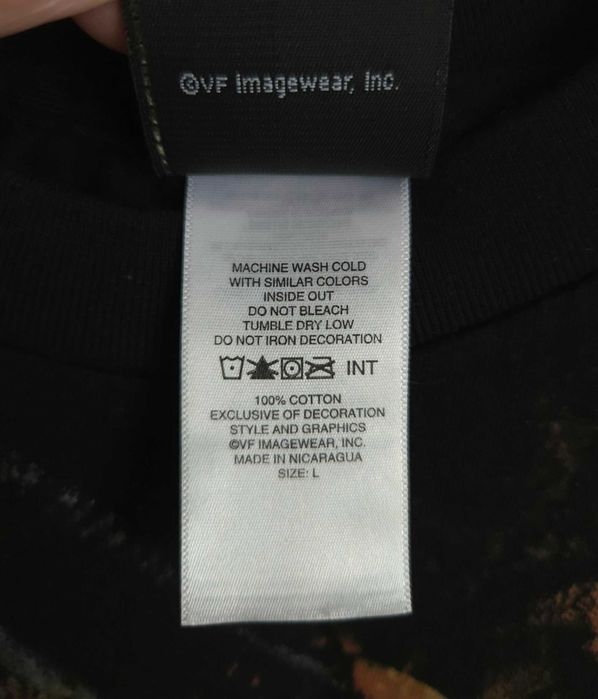 ©VF Imagewear, Inc.
MACHINE WASH COLD
WITH SIMILAR COLORS
INSIDE OUT
DO NOT BLEACH
TUMBLE DRY LOW
DO NOT IRON DECORATION
INT
100% COTTON
EXCLUSIVE OF DECORATION
STYLE AND GRAPHICS
©VF IMAGEWEAR, INC.
MADE IN NICARAGUA
SIZE: L